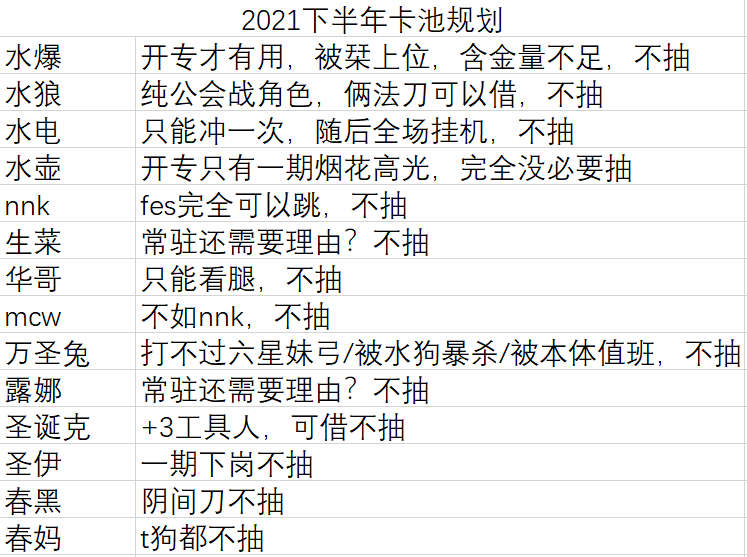 2021下半年卡池规划
水爆 开专才有用，被栞上位，含金量不足，不抽
水狼 纯公会战角色，俩法刀可以借，不抽
水电 只能冲一次，随后全场挂机，不抽
水壶 开专只有一期烟花高光，完全没必要抽
nnk fes完全可以跳，不抽
生菜 常驻还需要理由？不抽
华哥 只能看腿，不抽
mcw 不如nnk，不抽
万圣兔 打不过六星妹弓/被水狗暴杀/被本体值班，不抽
露娜 常驻还需要理由？不抽
圣诞克 +3工具人，可借不抽
圣伊 一期下岗不抽
春黑 阴间刀不抽
春妈 t狗都不抽